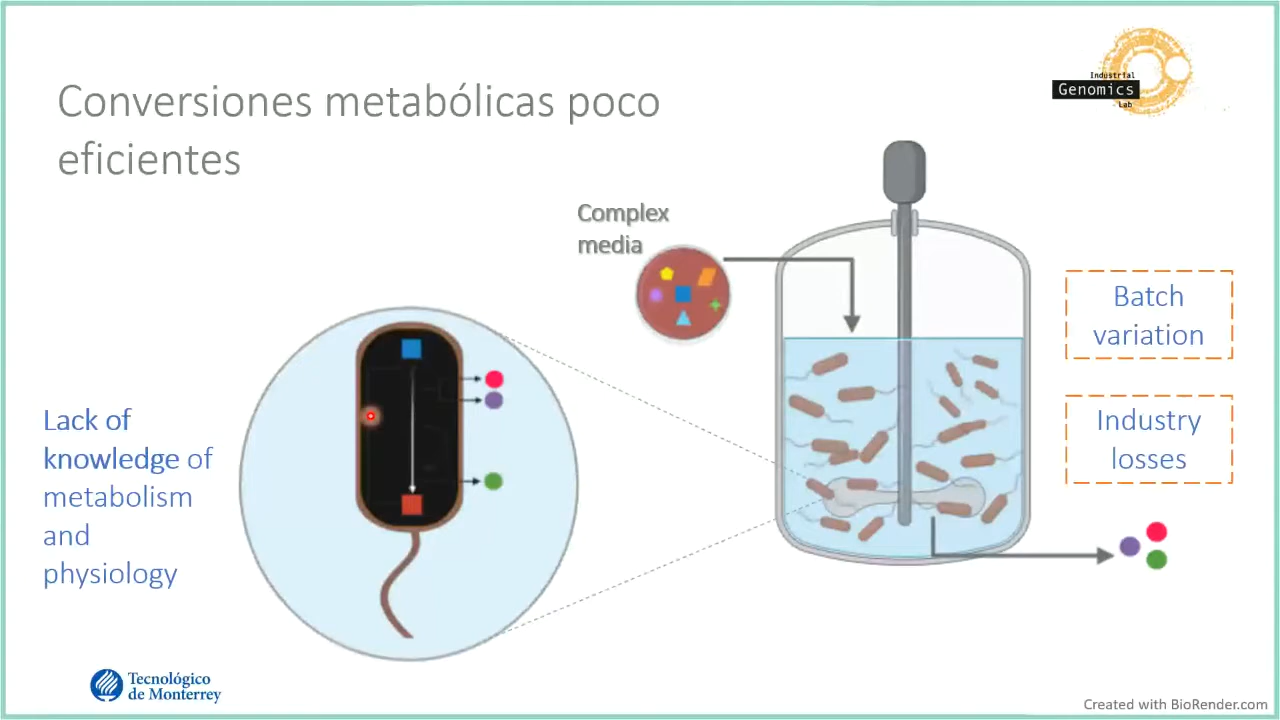 Industrial
Genomics
Lab
Conversiones metabólicas poco
eficientes
Complex
media
Batch
variation
Industry
losses
Lack of
knowledge of
metabolism
and
physiology
Tecnológico
de Monterrey
Created with BioRender.com